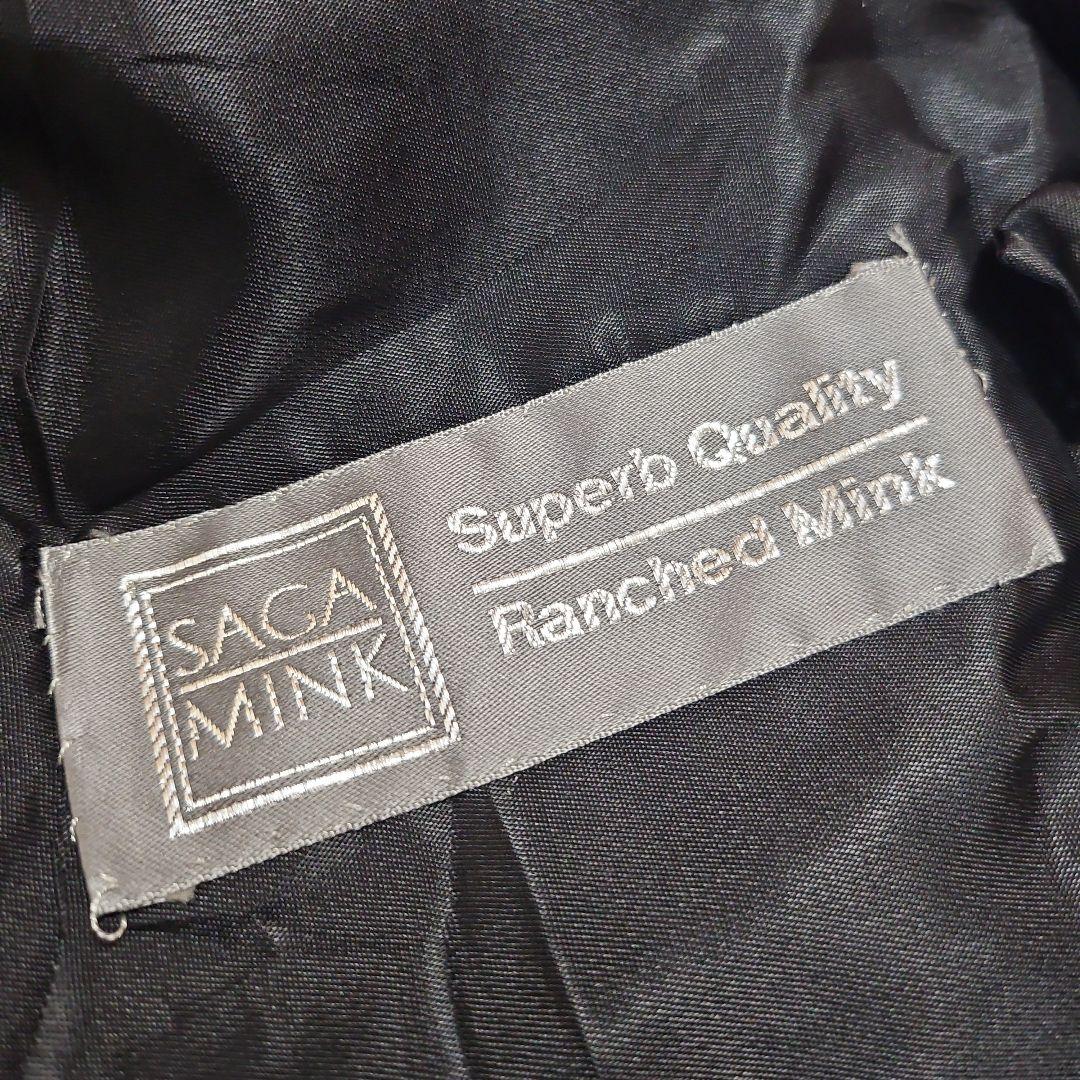 SAGA
MINK
Superb Quality
Ranched Mink